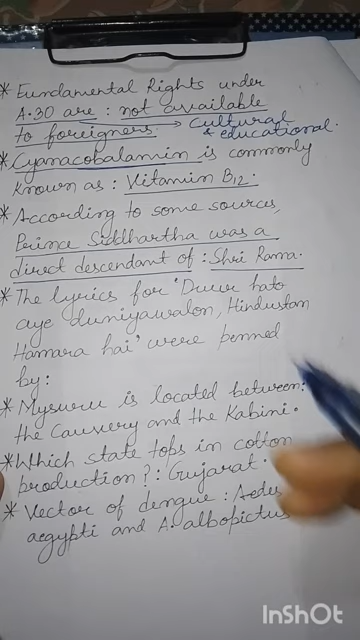 * Fundamental Rights under
A.30 are : not available
to foreigners. → Cultural
& educational.
* Cyanacobalamin is commonly
known as : Vitamin B12.
* According to some sources,
Prince Siddhartha was a
direct descendant of : Shri Rama.
* The lyrics for 'Duur hato
aye duniyawalon, Hindustan
Hamara hai' were penned
by:
* Mysuru is located between:
the Cauvery and the Kabini.
* Which state tops in cotton
production? : Gujarat.
* Vector of dengue : Aedes
aegypti and A. albopictus
InShOt